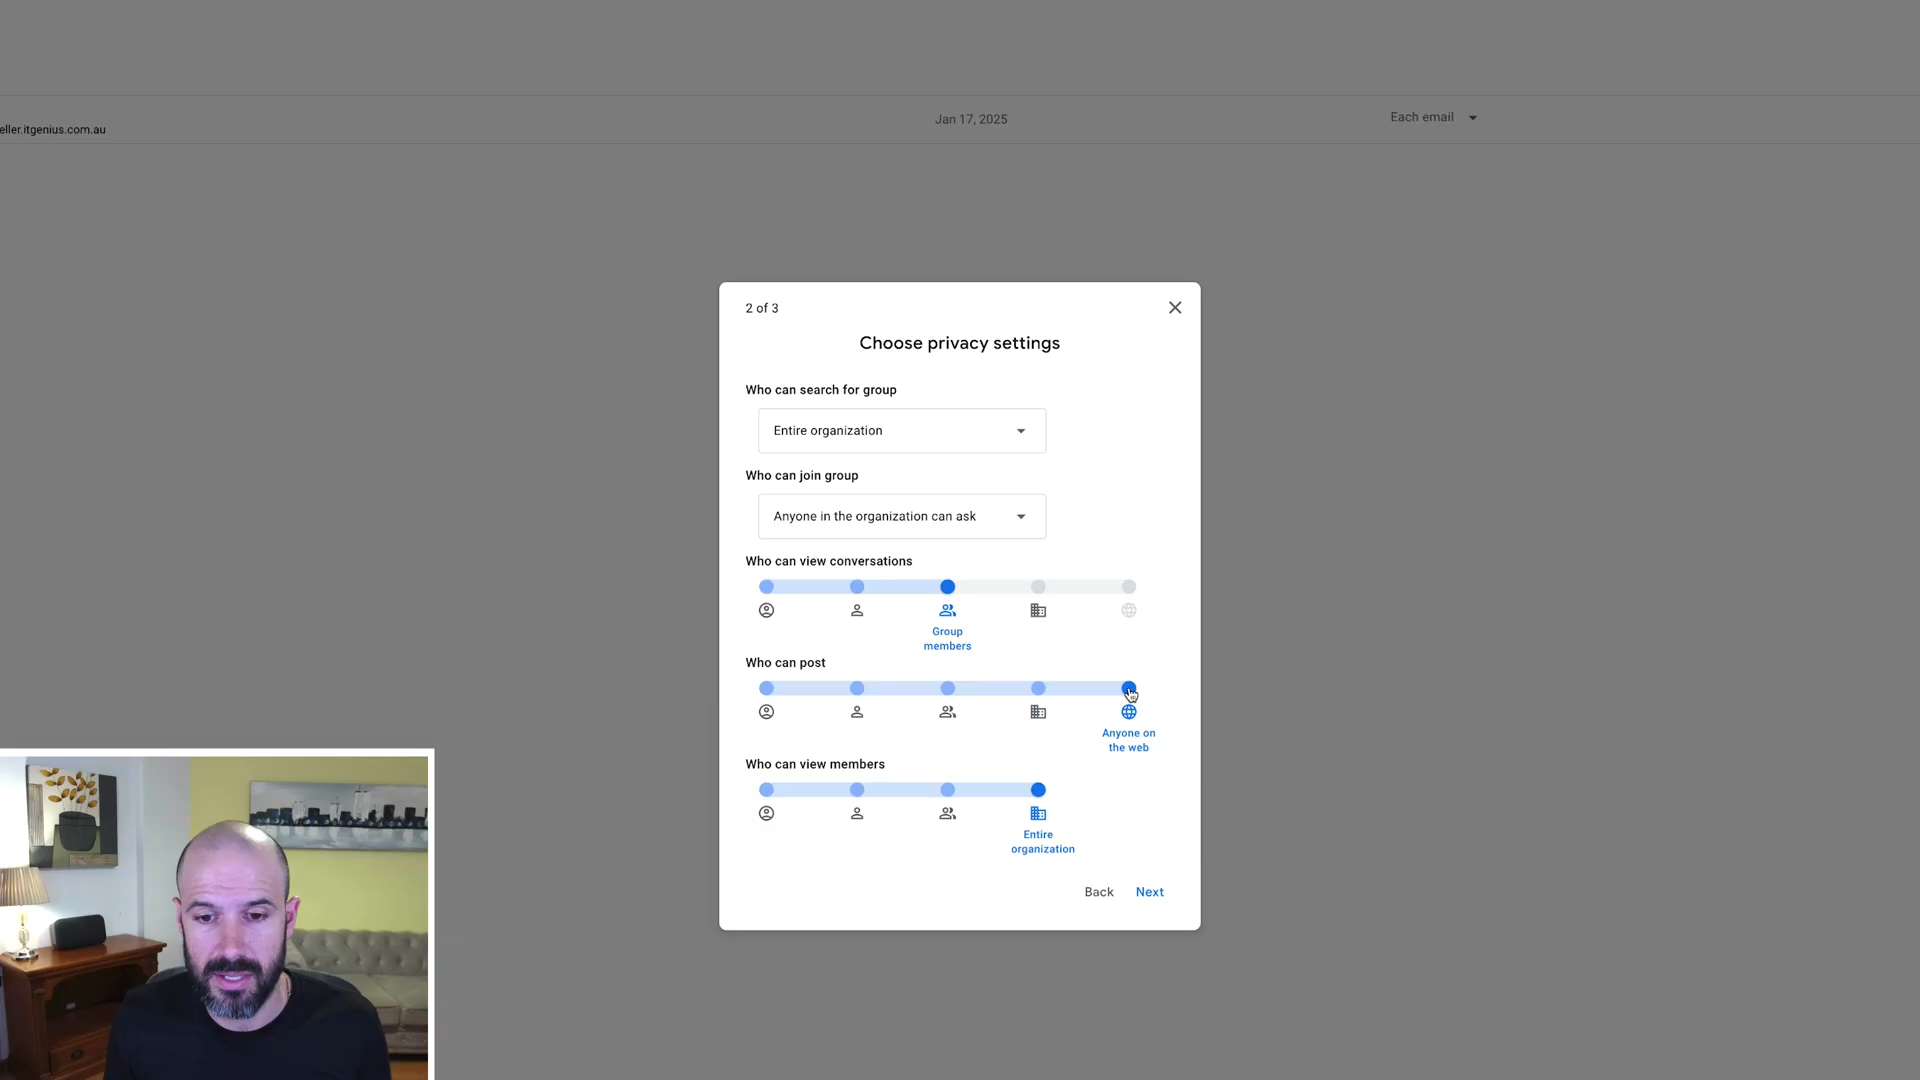 Jan 17, 2025
Each email
eller.itgenius.com.au
2 of 3
Choose privacy settings
Who can search for group
Entire organization
Who can join group
Anyone in the organization can ask
Who can view conversations
Group
members
Who can post
Anyone on
the web
Who can view members
Entire
organization
Back
Next